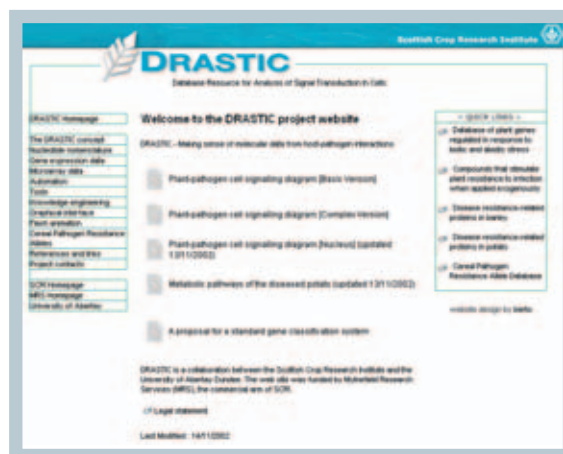 Scottish Crop Research Institute
DRASTIC
Database Resource for Analysis of Signal Transduction In Cells
DRASTIC Homepage
The DRASTIC concept
Nucleotide nomenclature
Gene expression data
Microarray data
Automation
Tools
Knowledge engineering
Graphical interface
Plant animation
Cereal Pathogen Resistance
Alleles
References and links
Project contacts
SCRI Homepage
MRS Homepage
University of Abertay
Welcome to the DRASTIC project website
DRASTIC - Making sense of molecular data from host-pathogen interactions
Plant-pathogen cell signalling diagram [Basic Version]
Plant-pathogen cell signalling diagram [Complex Version]
Plant-pathogen cell signalling diagram [Nucleus] (updated
13/11/2002)
Metabolic pathways of the diseased potato (updated 13/11/2002)
A proposal for a standard gene classification system
DRASTIC is a collaboration between the Scottish Crop Research Institute and the
University of Abertay Dundee. The web site was funded by Mylnefield Research
Services (MRS), the commercial arm of SCRI.
Legal statement
Last Modified : 14/11/2002
- QUICK LINKS -
Database of plant genes
regulated in response to
biotic and abiotic stress
Compounds that stimulate
plant resistance to infection
when applied exogenously
Disease resistance-related
proteins in barley
Disease resistance-related
proteins in potato
Cereal Pathogen
Resistance Allele Database
website design by